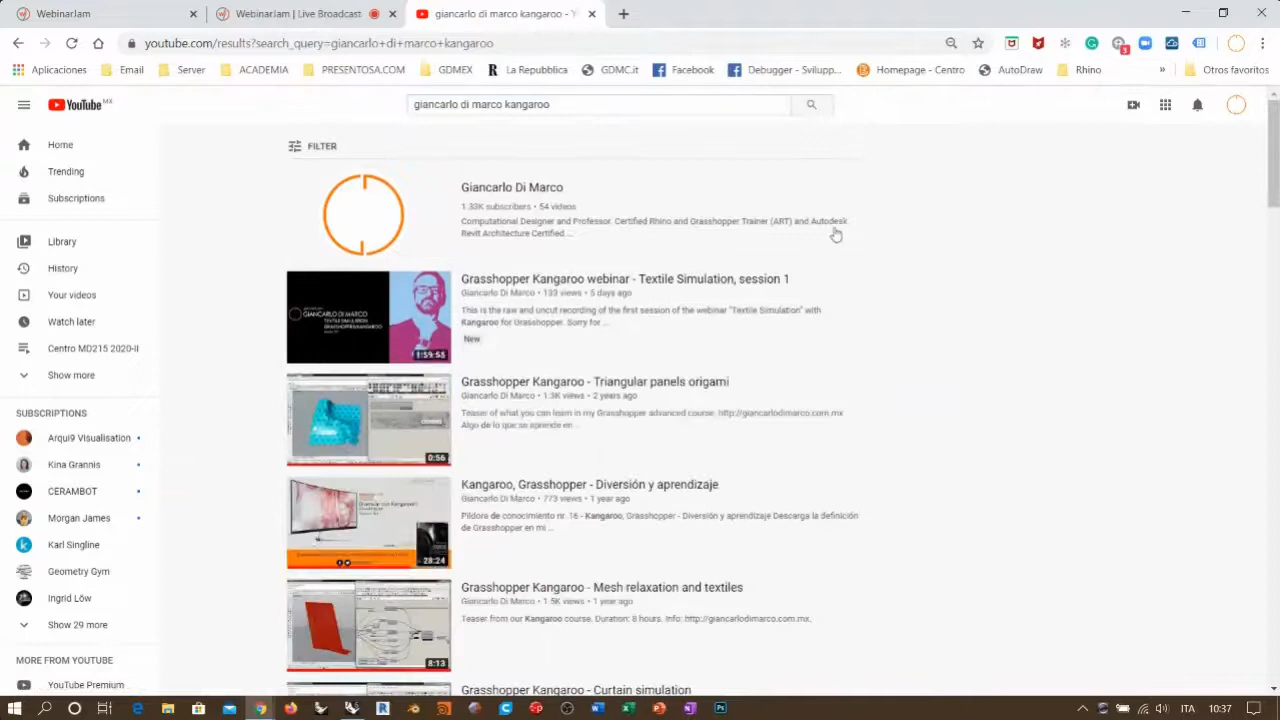 WebinarJam
WebinarJam | Live Broadcast
giancarlo di marco kangaroo - Y
youtube.com/results?search_query=giancarlo+di+marco+kangaroo
Aplicaciones
Email
Server
ACADEMIA
PRESENTOSA.COM
GDMEX
La Repubblica
GDMC.it
Facebook
Debugger - Svilupp...
Homepage - Centro
AutoDraw
Rhino
»
Otros favoritos
YouTube MX
giancarlo di marco kangaroo
Home
Trending
Subscriptions
Library
History
Your videos
Watch later
Centro MD215 2020-II
Show more
SUBSCRIPTIONS
Arqui9 Visualisation
Kina Grannis
CERAMBOT
Morgan James
Karl Singline
Geometry Gym
Ingrid Löw
Show 29 more
MORE FROM YOUTUBE
YouTube Premium
FILTER
Giancarlo Di Marco
1.33K subscribers • 54 videos
Computational Designer and Professor. Certified Rhino and Grasshopper Trainer (ART) and Autodesk
Revit Architecture Certified ...
GIANCARLO DI MARCO
TEXTILE SIMULATION
GRASSHOPPER/KANGAROO
1:59:55
Grasshopper Kangaroo webinar - Textile Simulation, session 1
Giancarlo Di Marco • 133 views • 5 days ago
This is the raw and uncut recording of the first session of the webinar "Textile Simulation" with
Kangaroo for Grasshopper. Sorry for ...
New
0:56
Grasshopper Kangaroo - Triangular panels origami
Giancarlo Di Marco • 1.3K views • 2 years ago
Teaser of what you can learn in my Grasshopper advanced course. http://giancarlodimarco.com.mx
Algo de lo que se aprende en ...
28:24
Kangaroo, Grasshopper - Diversión y aprendizaje
Giancarlo Di Marco • 773 views • 1 year ago
Píldora de conocimiento nr. 16 - Kangaroo, Grasshopper - Diversión y aprendizaje Descarga la definición
de Grasshopper en mi ...
8:13
Grasshopper Kangaroo - Mesh relaxation and textiles
Giancarlo Di Marco • 1.5K views • 1 year ago
Teaser from our Kangaroo course. Duration: 8 hours. Info: http://giancarlodimarco.com.mx.
Grasshopper Kangaroo - Curtain simulation
ITA
10:37